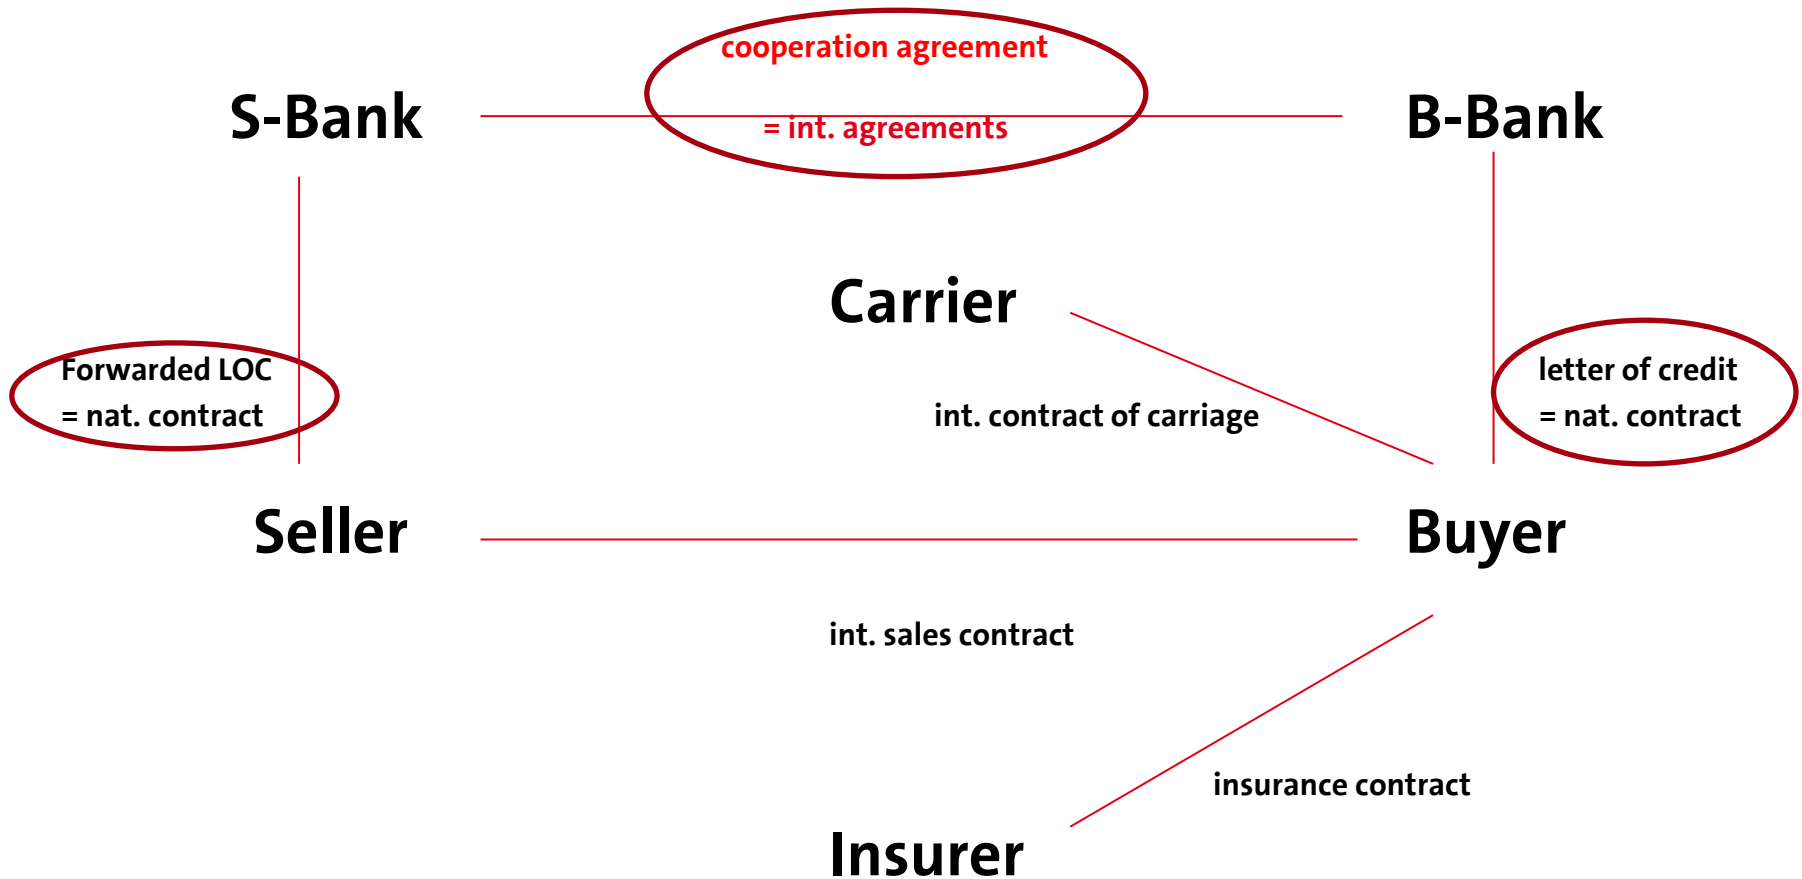 cooperation agreement
S-Bank
= int. agreements
B-Bank
Carrier
Forwarded LOC
= nat. contract
int. contract of carriage
letter of credit
= nat. contract
Seller
Buyer
int. sales contract
insurance contract
Insurer